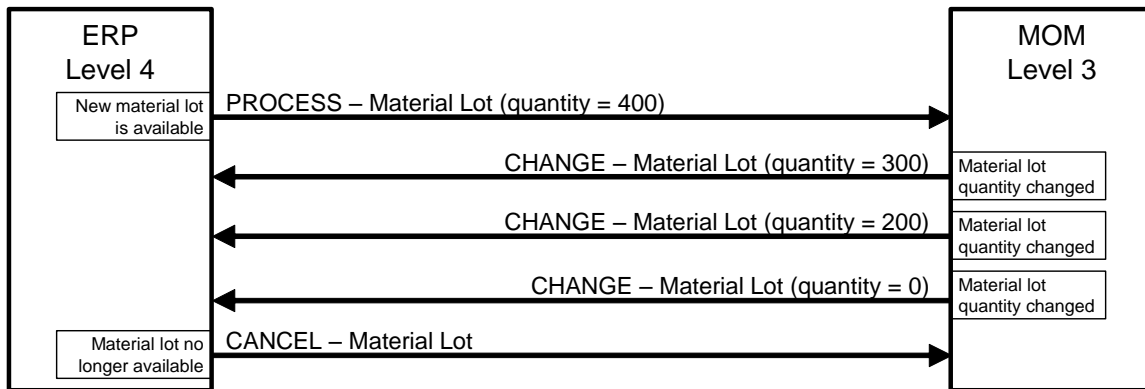 ERP
Level 4
MOM
Level 3
New material lot
is available
PROCESS – Material Lot (quantity = 400)
CHANGE – Material Lot (quantity = 300)
Material lot
quantity changed
CHANGE – Material Lot (quantity = 200)
Material lot
quantity changed
CHANGE – Material Lot (quantity = 0)
Material lot
quantity changed
Material lot no
longer available
CANCEL – Material Lot